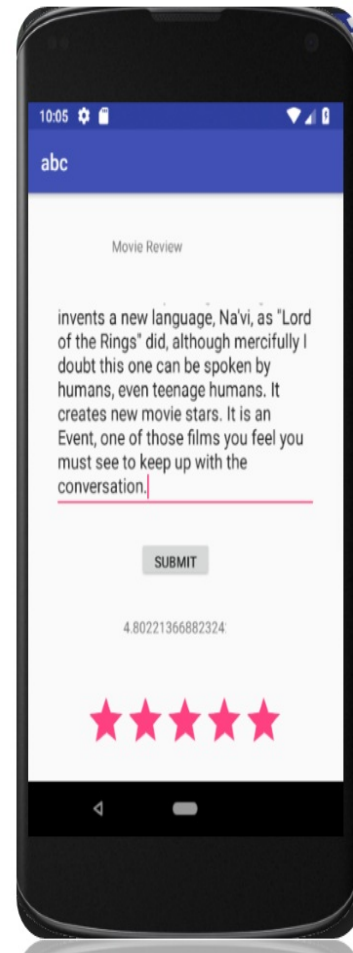 10:05
abc
Movie Review
invents a new language, Na'vi, as "Lord
of the Rings" did, although mercifully I
doubt this one can be spoken by
humans, even teenage humans. It
creates new movie stars. It is an
Event, one of those films you feel you
must see to keep up with the
conversation.
SUBMIT
4.80221366882324